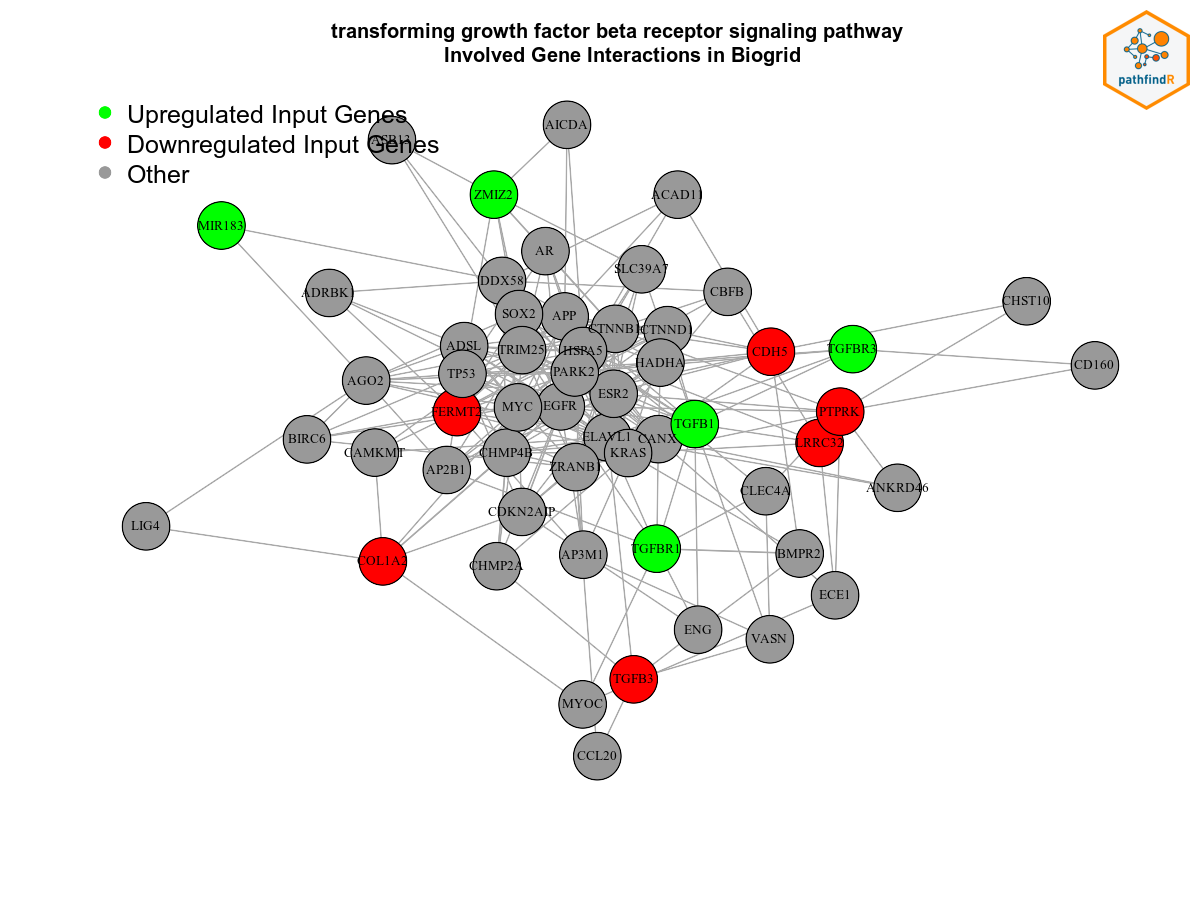 transforming growth factor beta receptor signaling pathway
Involved Gene Interactions in Biogrid
pathfindR
Upregulated Input Genes
Downregulated Input Genes
Other
ASB13
AICDA
ZMIZ2
ACAD11
MIR183
AR
SLC39A7
DDX58
ADRBK1
CBFB
CHST10
SOX2
APP
CTNNB1
CTNND1
ADSL
TRIM25
HSPA5
CDH5
TGFBR3
HADHA
CD160
AGO2
TP53
PARK2
ESR2
FERMT2
MYC
EGFR
PTPRK
TGFB1
BIRC6
ELAVL1
CANX
LRRC32
CAMKMT
CHMP4B
KRAS
AP2B1
ZRANB1
CLEC4A
ANKRD46
CDKN2AIP
LIG4
COL1A2
CHMP2A
AP3M1
TGFBR1
BMPR2
ECE1
ENG
VASN
TGFB3
MYOC
CCL20